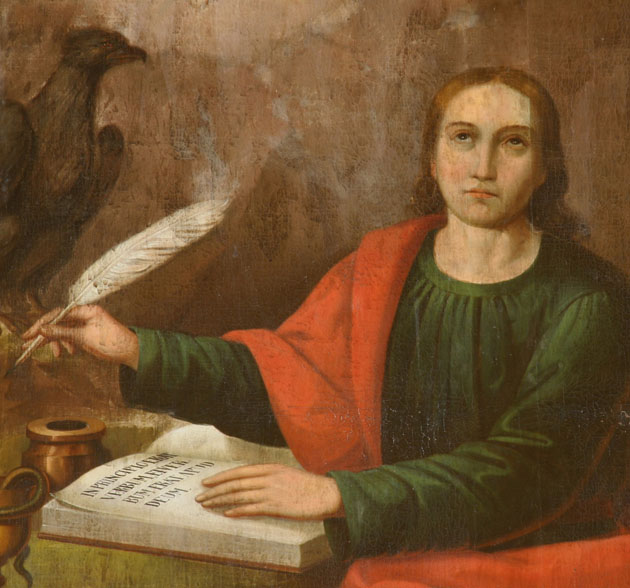 IN PRINCIPIO ERAT
VERBUM ET VER
BUM ERAT APUD
DEUM